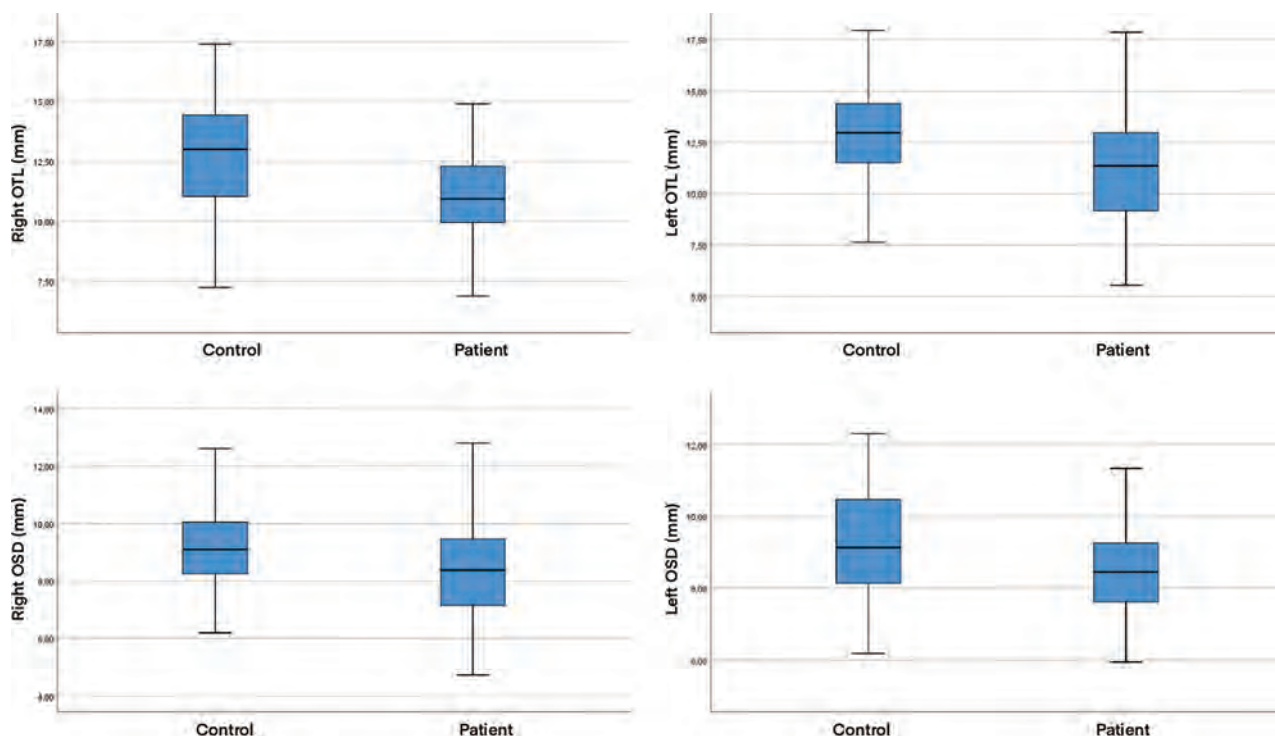 Right OTL (mm)
17,50
15,00
12,50
10,00
7,50
Control
Patient
Left OTL (mm)
17,50
15,00
12,50
10,00
7,50
5,00
Control
Patient
Right OSD (mm)
14,00
12,00
10,00
8,00
6,00
4,00
Control
Patient
Left OSD (mm)
12,00
10,00
8,00
6,00
Control
Patient